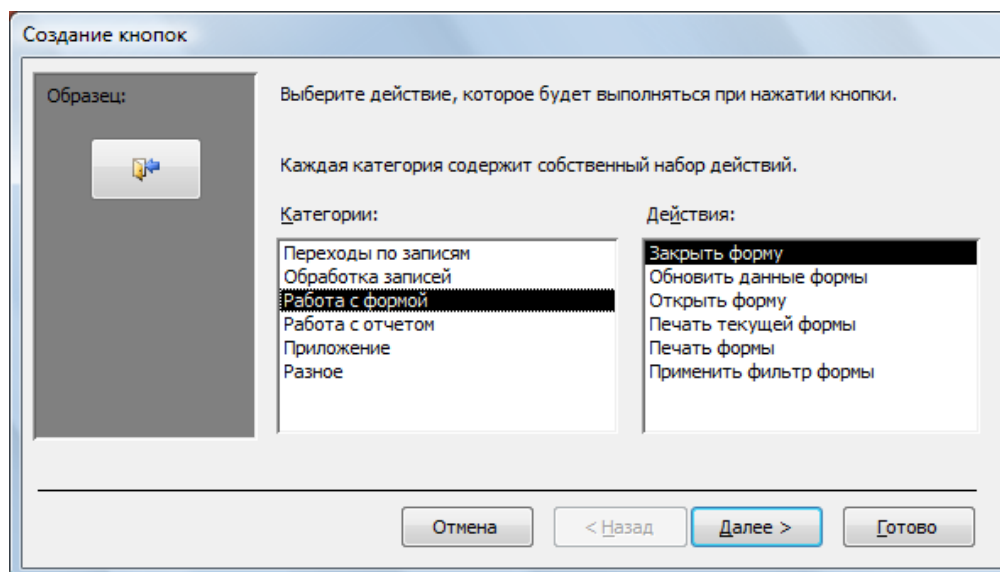 Создание кнопок
Образец:
Выберите действие, которое будет выполняться при нажатии кнопки.
Каждая категория содержит собственный набор действий.
Категории:
Переходы по записям
Обработка записей
Работа с формой
Работа с отчетом
Приложение
Разное
Действия:
Закрыть форму
Обновить данные формы
Открыть форму
Печать текущей формы
Печать формы
Применить фильтр формы
Отмена
< Назад
Далее >
Готово